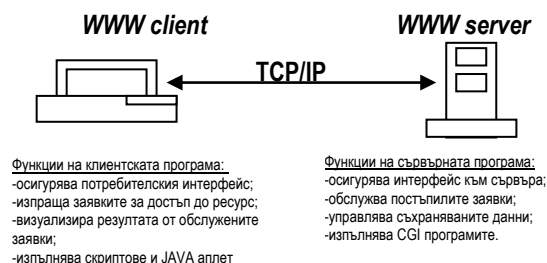 WWW client
WWW server
TCP/IP
Функции на клиентската програма:
-осигурява потребителския интерфейс;
-изпраща заявките за достъп до ресурс;
-визуализира резултата от обслужените
заявки;
-изпълнява скриптове и JAVA аплет
Функции на сървърната програма:
-осигурява интерфейс към сървъра;
-обслужва постъпилите заявки;
-управлява съхраняваните данни;
-изпълнява CGI програмите.